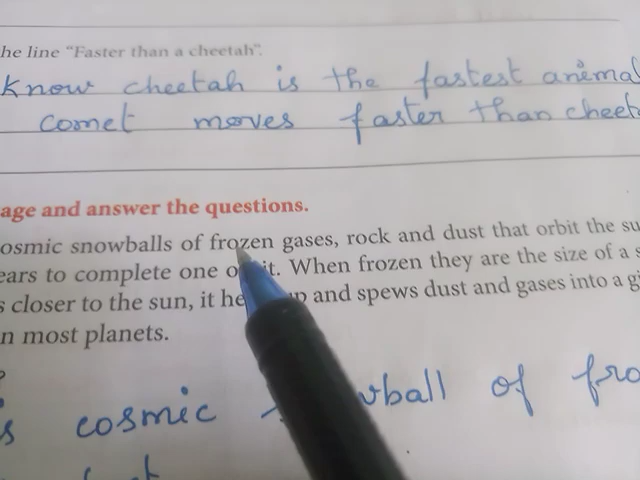 he line "Faster than a cheetah".
know cheetah is the fastest animal
comet moves faster than cheet
age and answer the questions.
osmic snowballs of frozen gases, rock and dust that orbit the su
ears to complete one orbit. When frozen they are the size of a s
s closer to the sun, it he up and spews dust and gases into a g
n most planets.
s cosmic wball of fro